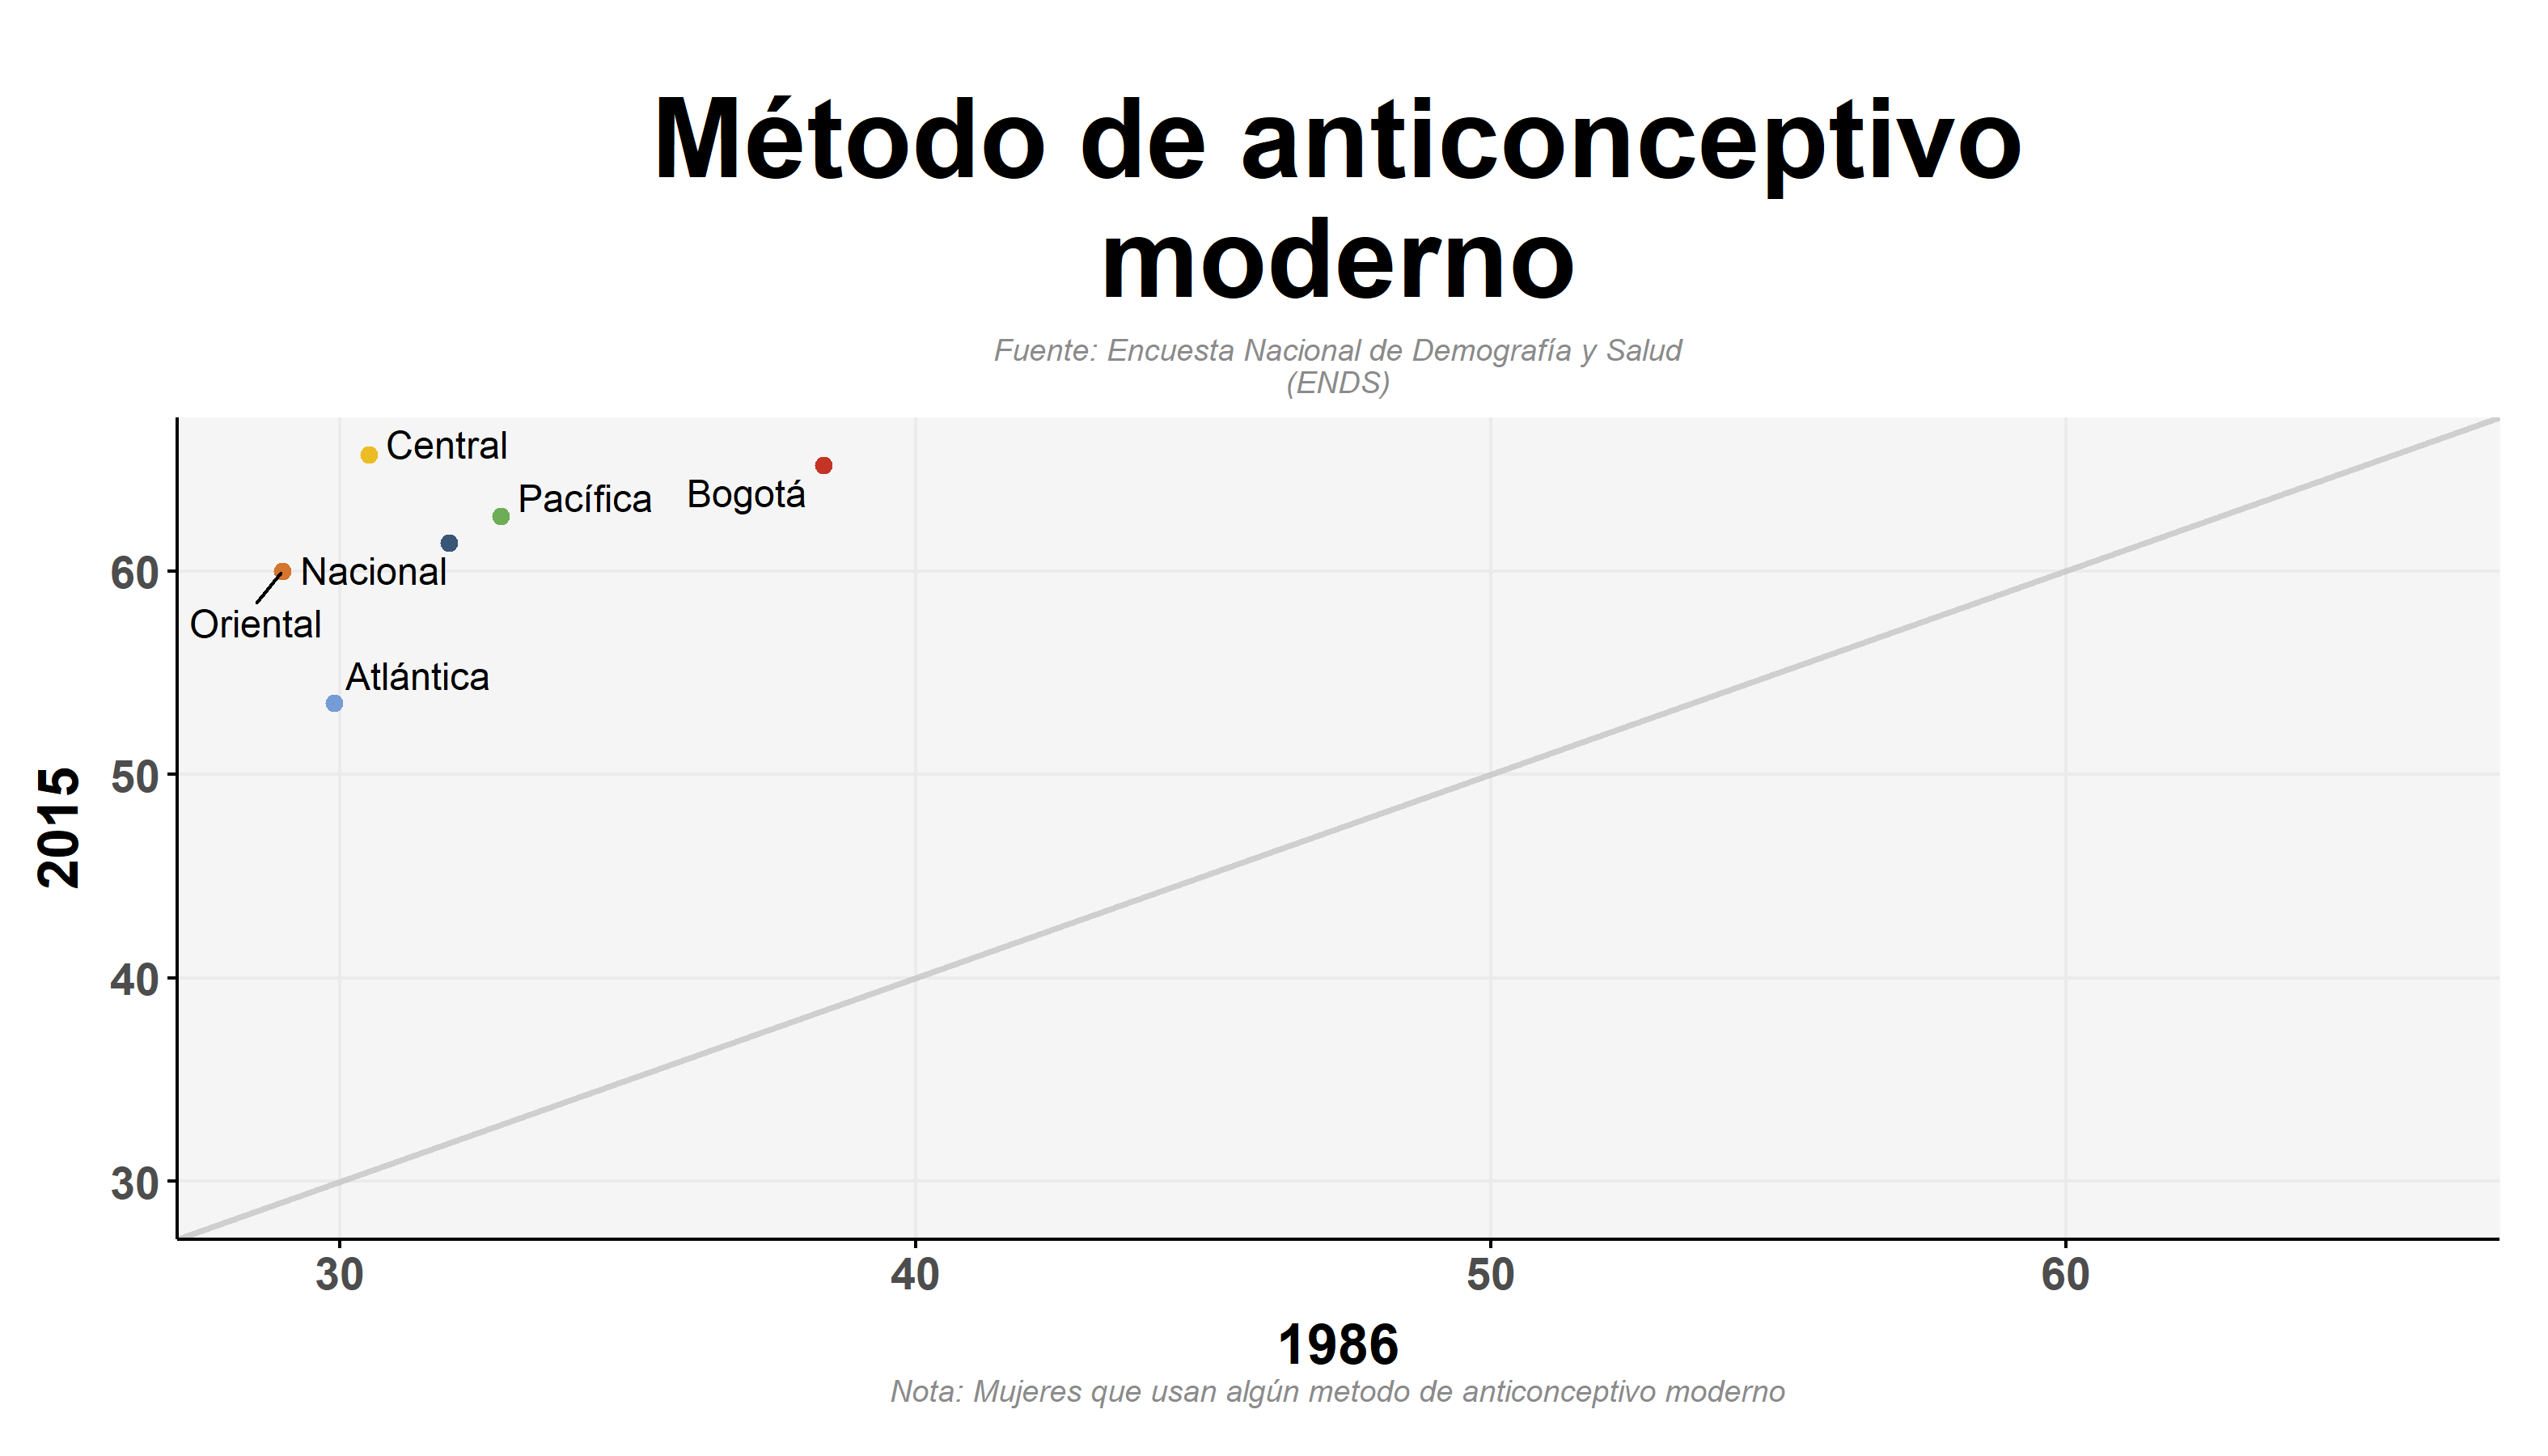 Método de anticonceptivo
moderno
Fuente: Encuesta Nacional de Demografía y Salud
(ENDS)
Central
Pacífica
Bogotá
Nacional
Oriental
Atlántica
2015
60
50
40
30
30
40
50
60
1986
Nota: Mujeres que usan algún metodo de anticonceptivo moderno